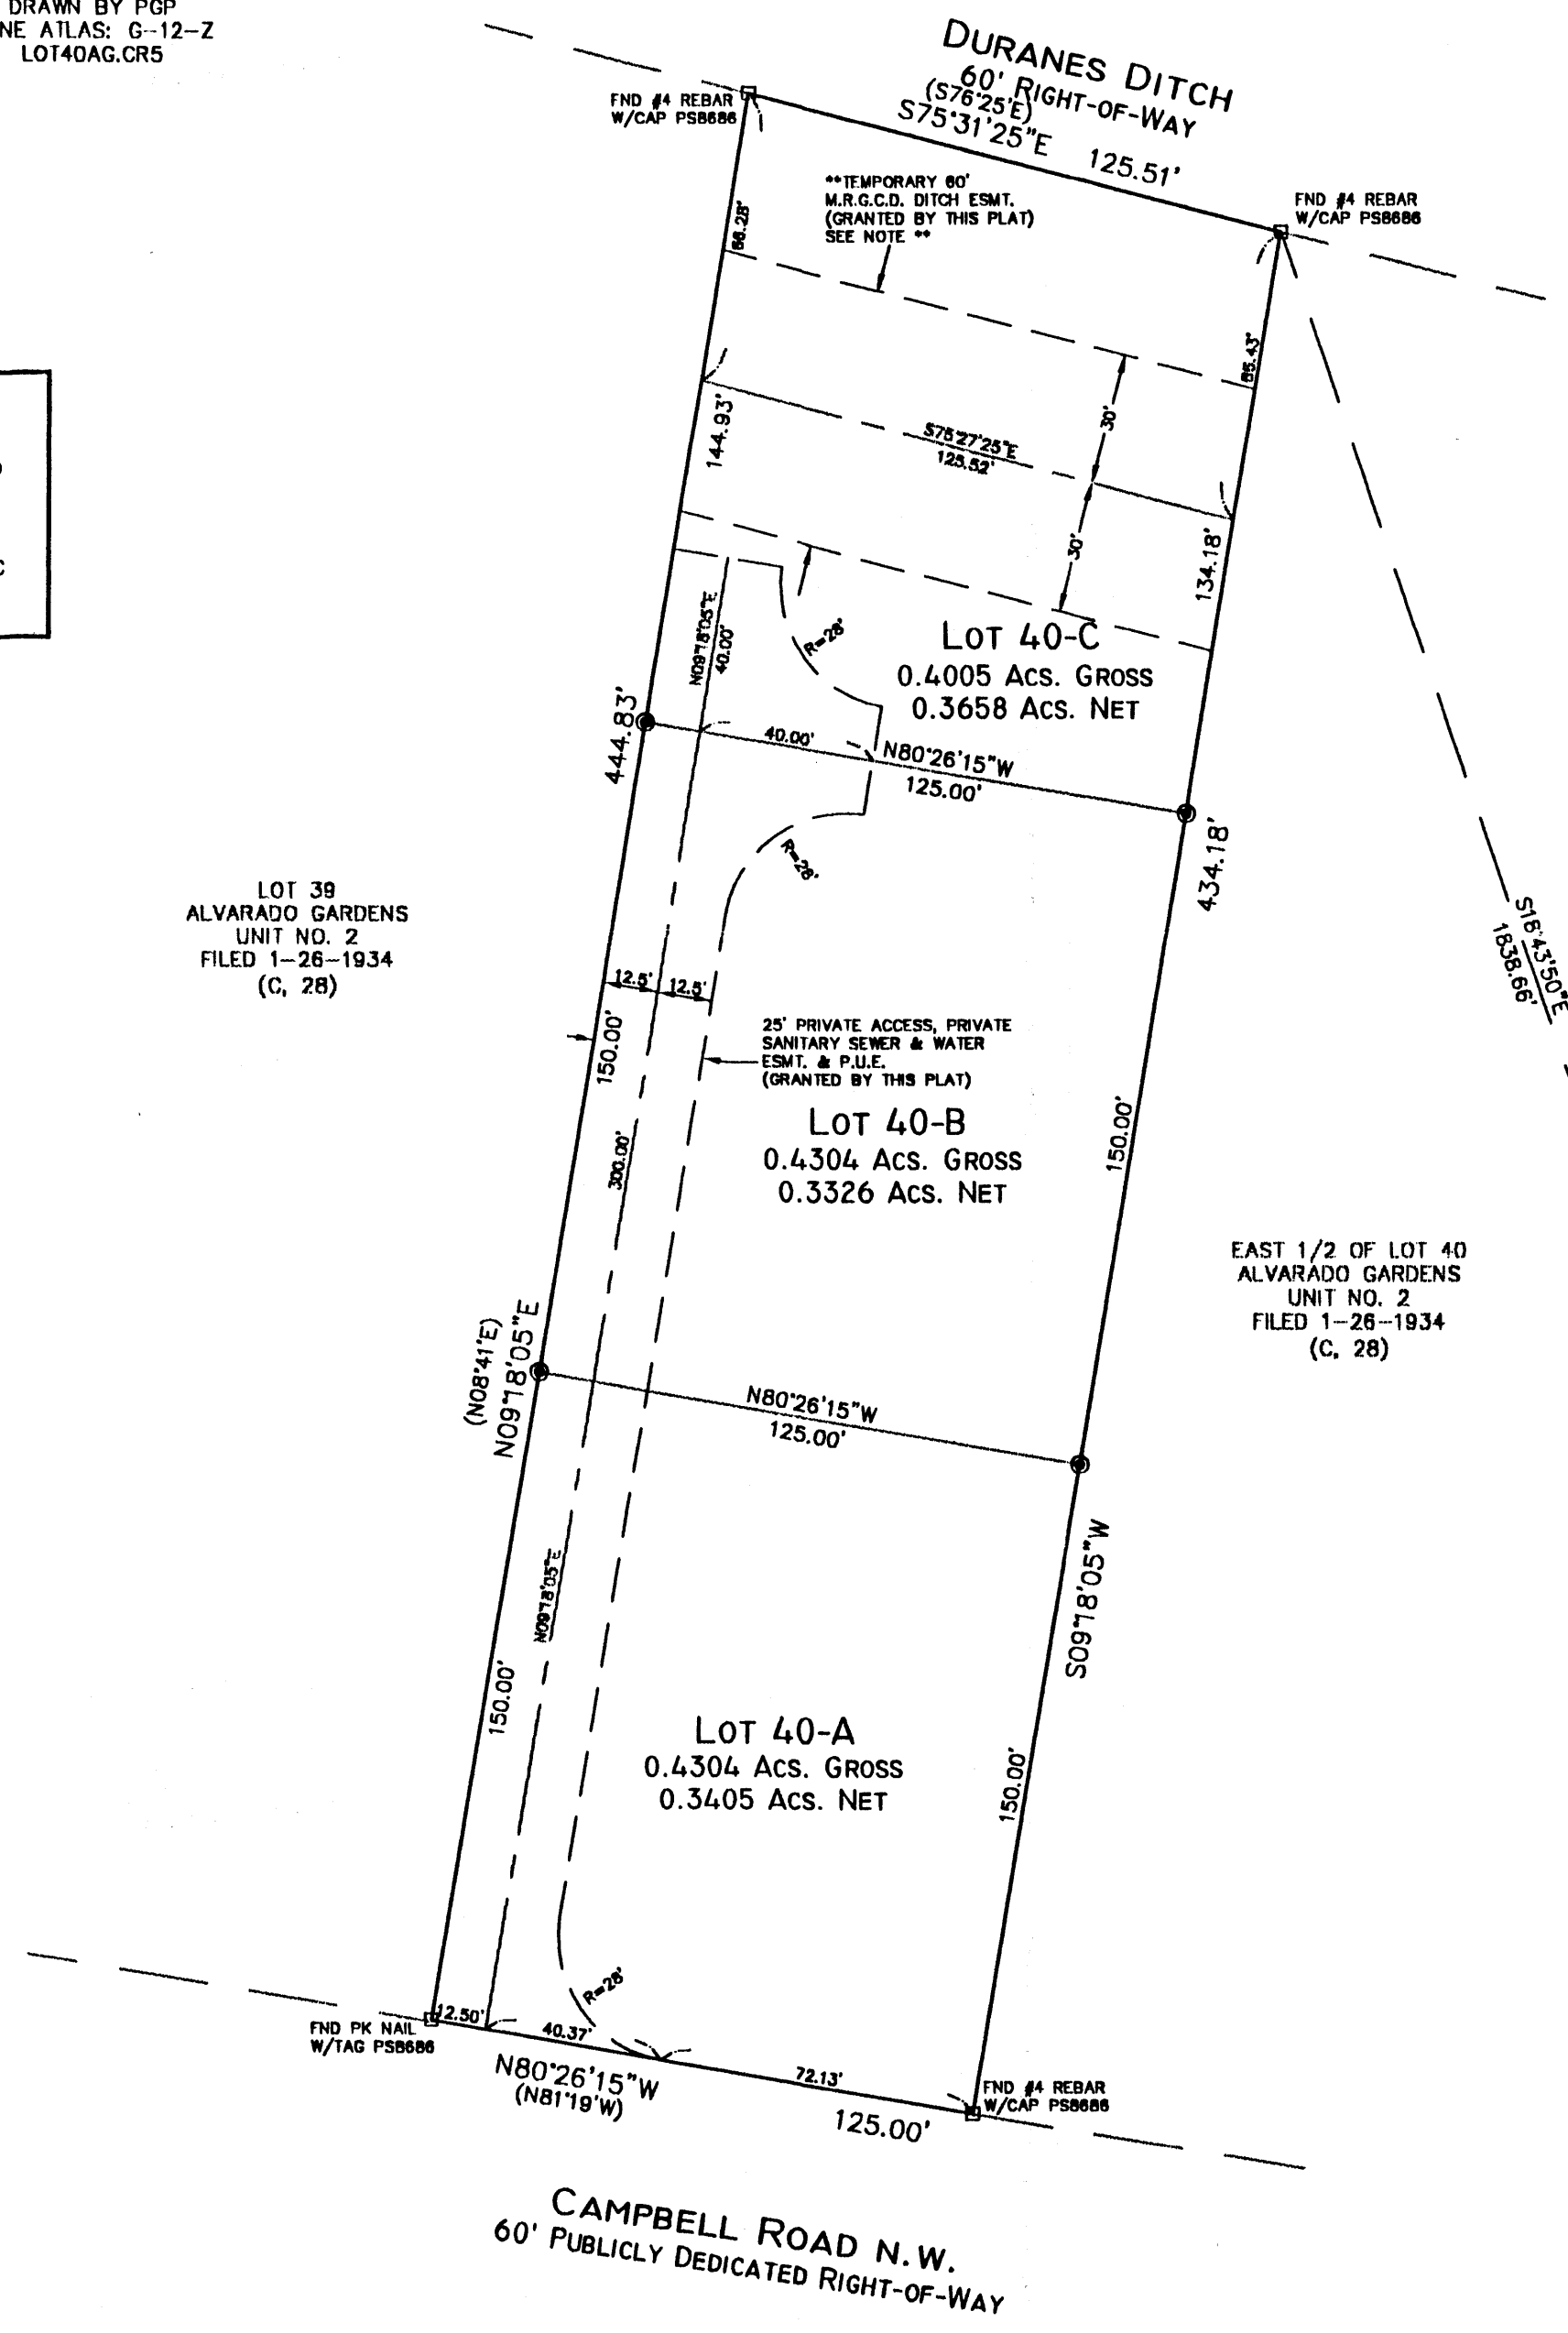 DRAWN BY PGP
NE ATLAS: G-12-Z
LOT40AG.CR5
DURANES DITCH
60' RIGHT-OF-WAY
(S76°25'E)
S75°31'25"E 125.51'
FND #4 REBAR
W/CAP PS8686
FND #4 REBAR
W/CAP PS8686
**TEMPORARY 60'
M.R.G.C.D. DITCH ESMT.
(GRANTED BY THIS PLAT)
SEE NOTE **
66.28'
65.43'
144.93'
S75°27'25"E
125.52'
30'
30'
134.18'
N09°18'05"E
40.00'
R=28'
LOT 40-C
0.4005 ACS. GROSS
0.3658 ACS. NET
444.83'
40.00'
N80°26'15"W
125.00'
R=28'
434.18'
LOT 39
ALVARADO GARDENS
UNIT NO. 2
FILED 1-26-1934
(C, 28)
S18°43'50"E
1838.66'
12.5'
12.5'
150.00'
25' PRIVATE ACCESS, PRIVATE
SANITARY SEWER & WATER
ESMT. & P.U.E.
(GRANTED BY THIS PLAT)
LOT 40-B
0.4304 ACS. GROSS
0.3326 ACS. NET
300.00'
150.00'
EAST 1/2 OF LOT 40
ALVARADO GARDENS
UNIT NO. 2
FILED 1-26-1934
(C, 28)
(N08°41'E)
N09°18'05"E
N80°26'15"W
125.00'
S09°18'05"W
N09°18'05"E
150.00'
LOT 40-A
0.4304 ACS. GROSS
0.3405 ACS. NET
150.00'
R=28'
FND PK NAIL
W/TAG PS8686
12.50'
40.37'
72.13'
N80°26'15"W
(N81°19'W)
125.00'
FND #4 REBAR
W/CAP PS8686
CAMPBELL ROAD N.W.
60' PUBLICLY DEDICATED RIGHT-OF-WAY